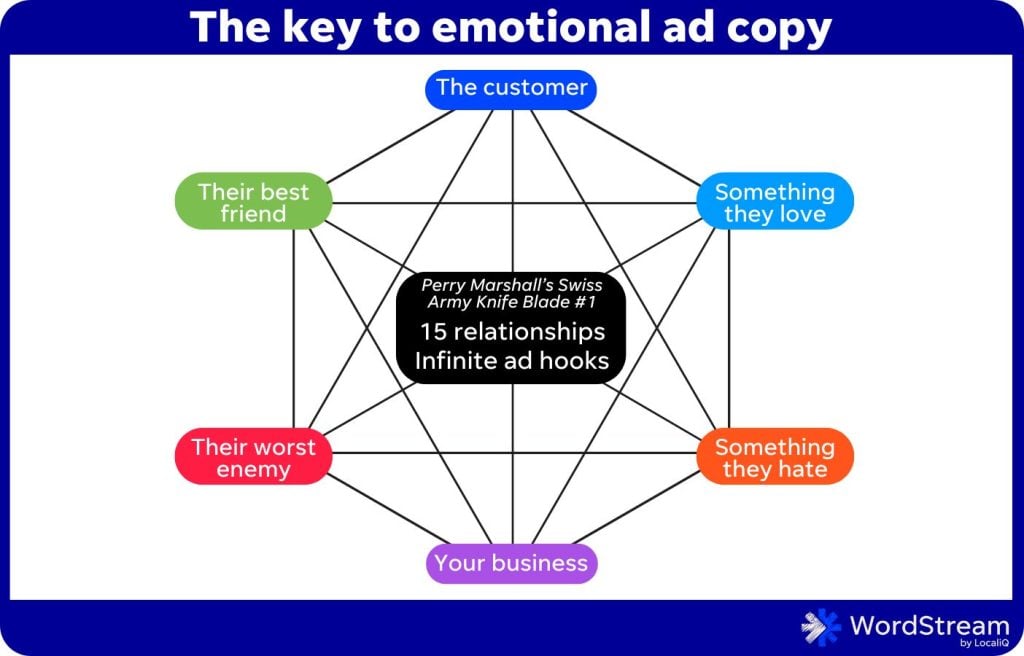 The key to emotional ad copy
The customer
Their best
friend
Something
they love
Perry Marshall's Swiss
Army Knife Blade #1
15 relationships
Infinite ad hooks
Their worst
enemy
Something
they hate
Your business
WordStream
by LocaliQ